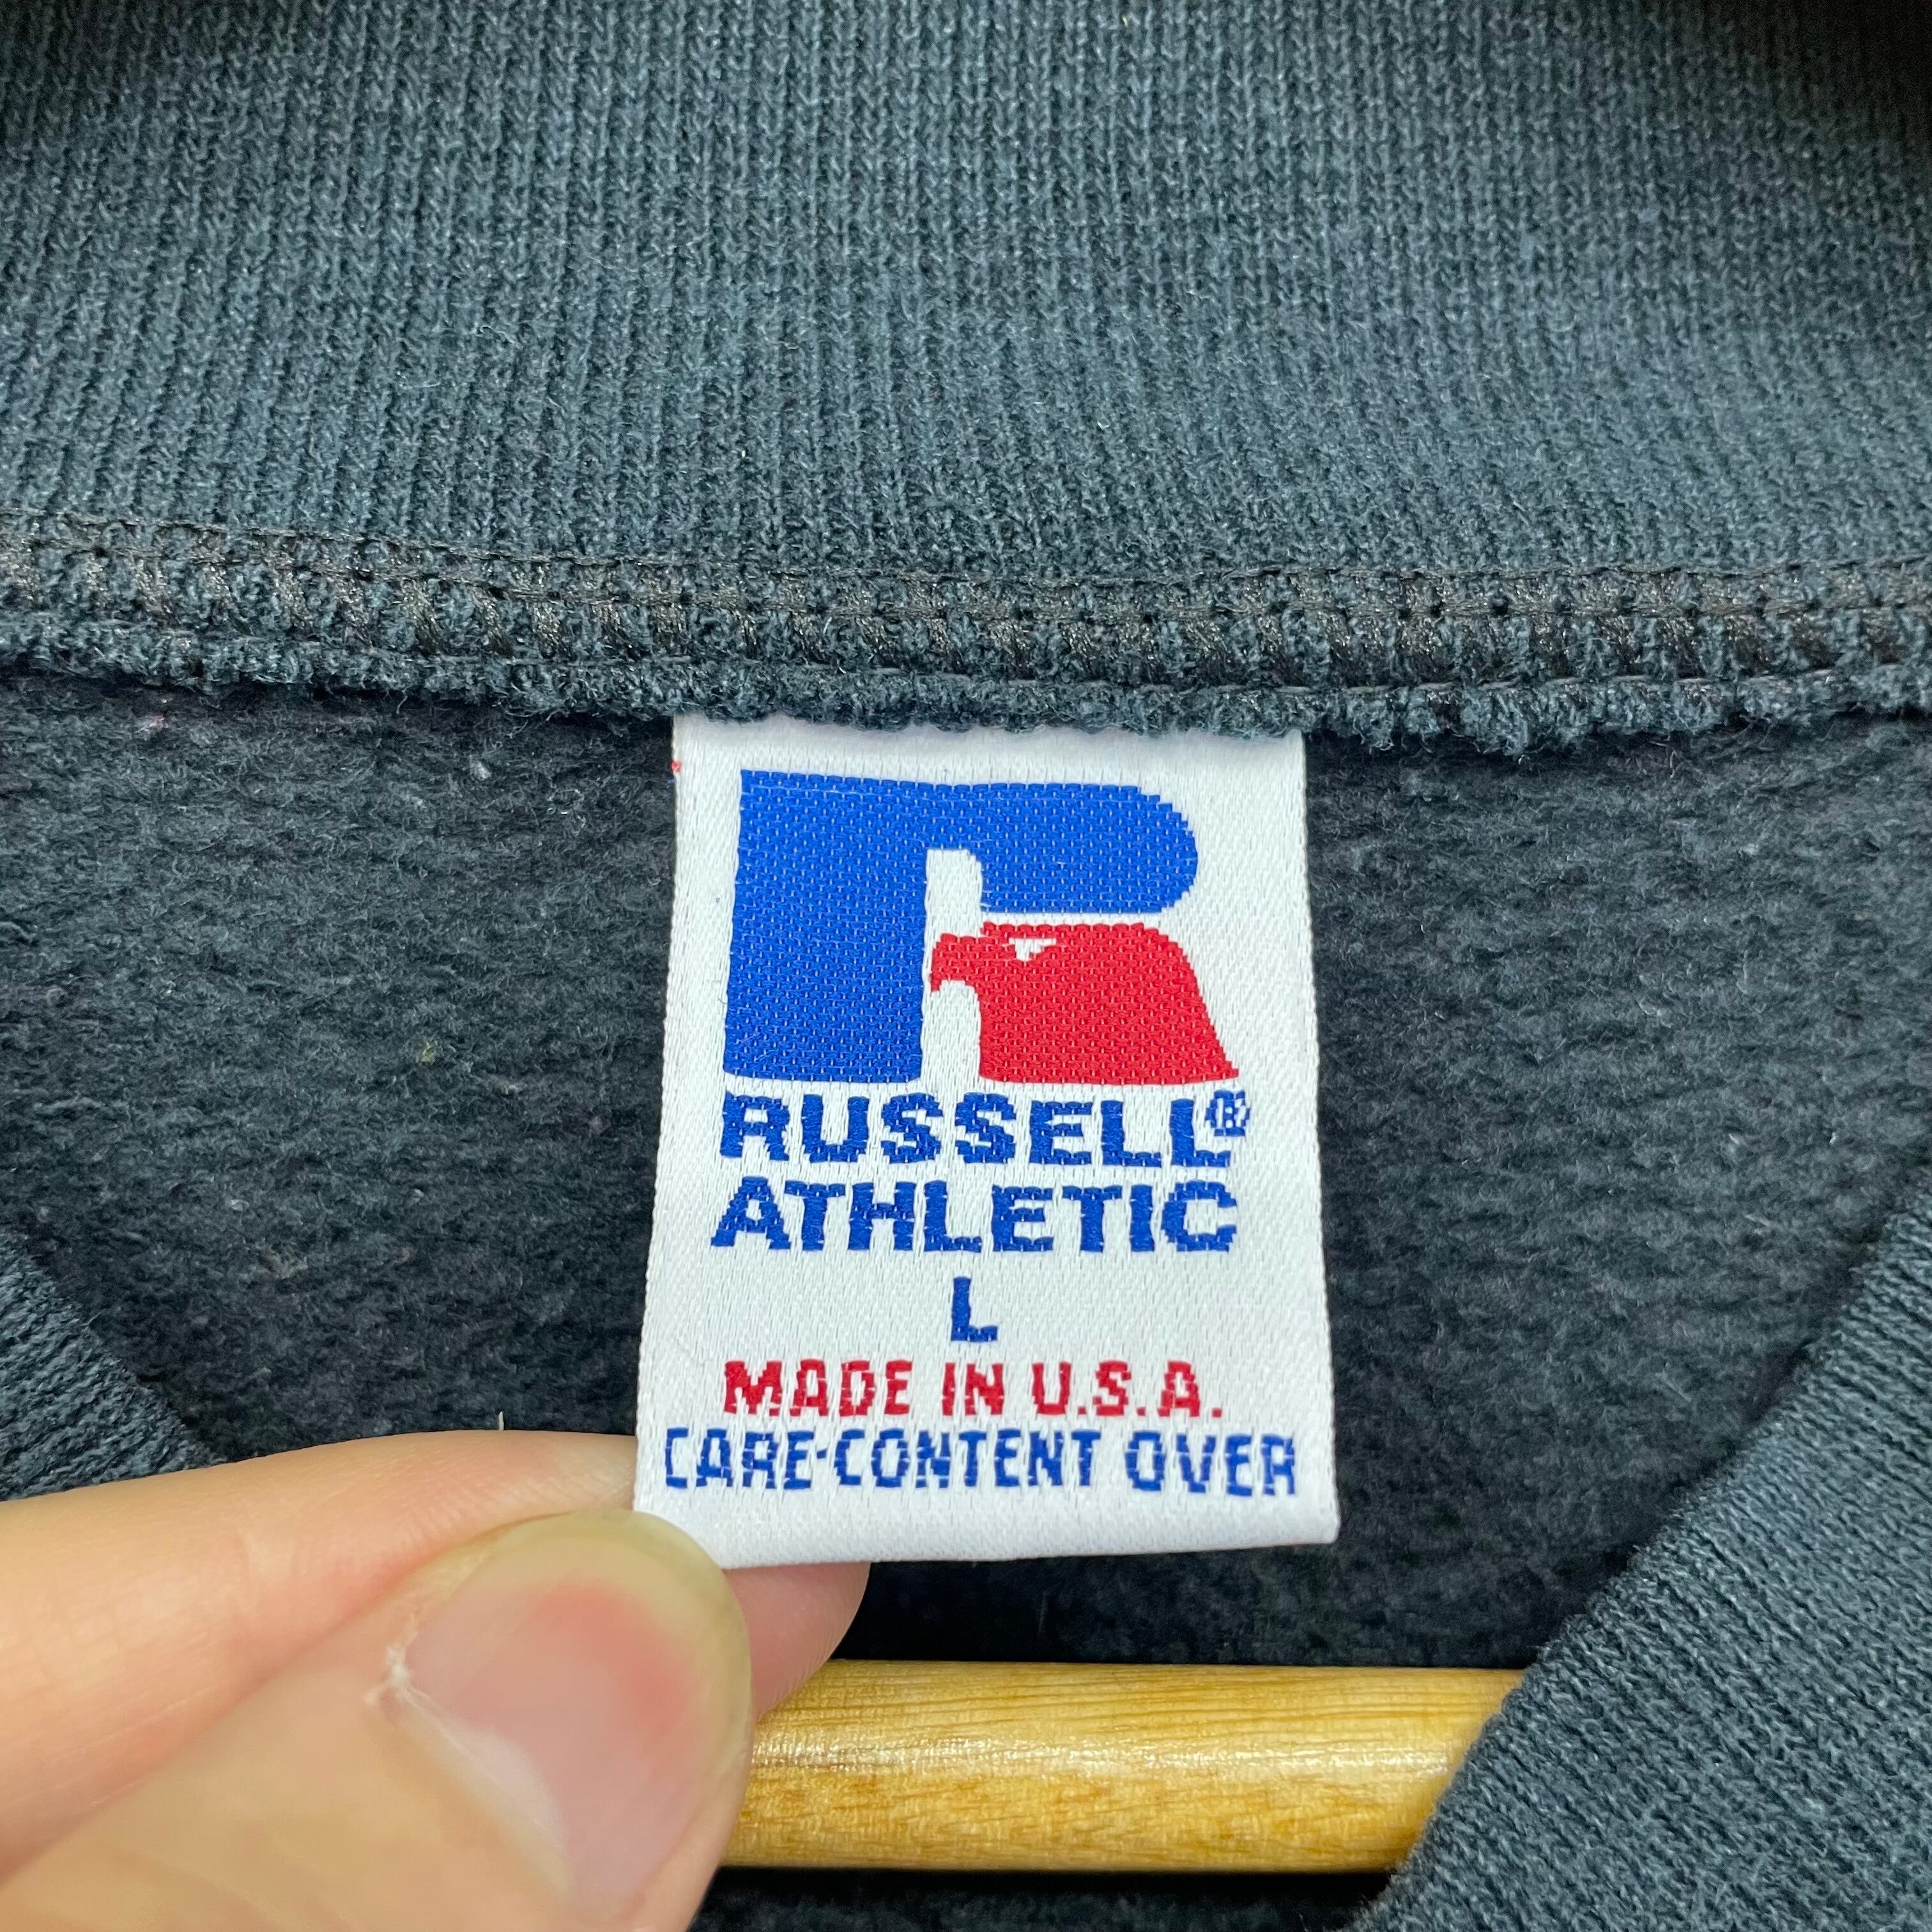 RUSSELL®
ATHLETIC
L
MADE IN U.S.A.
CARE-CONTENT OVER